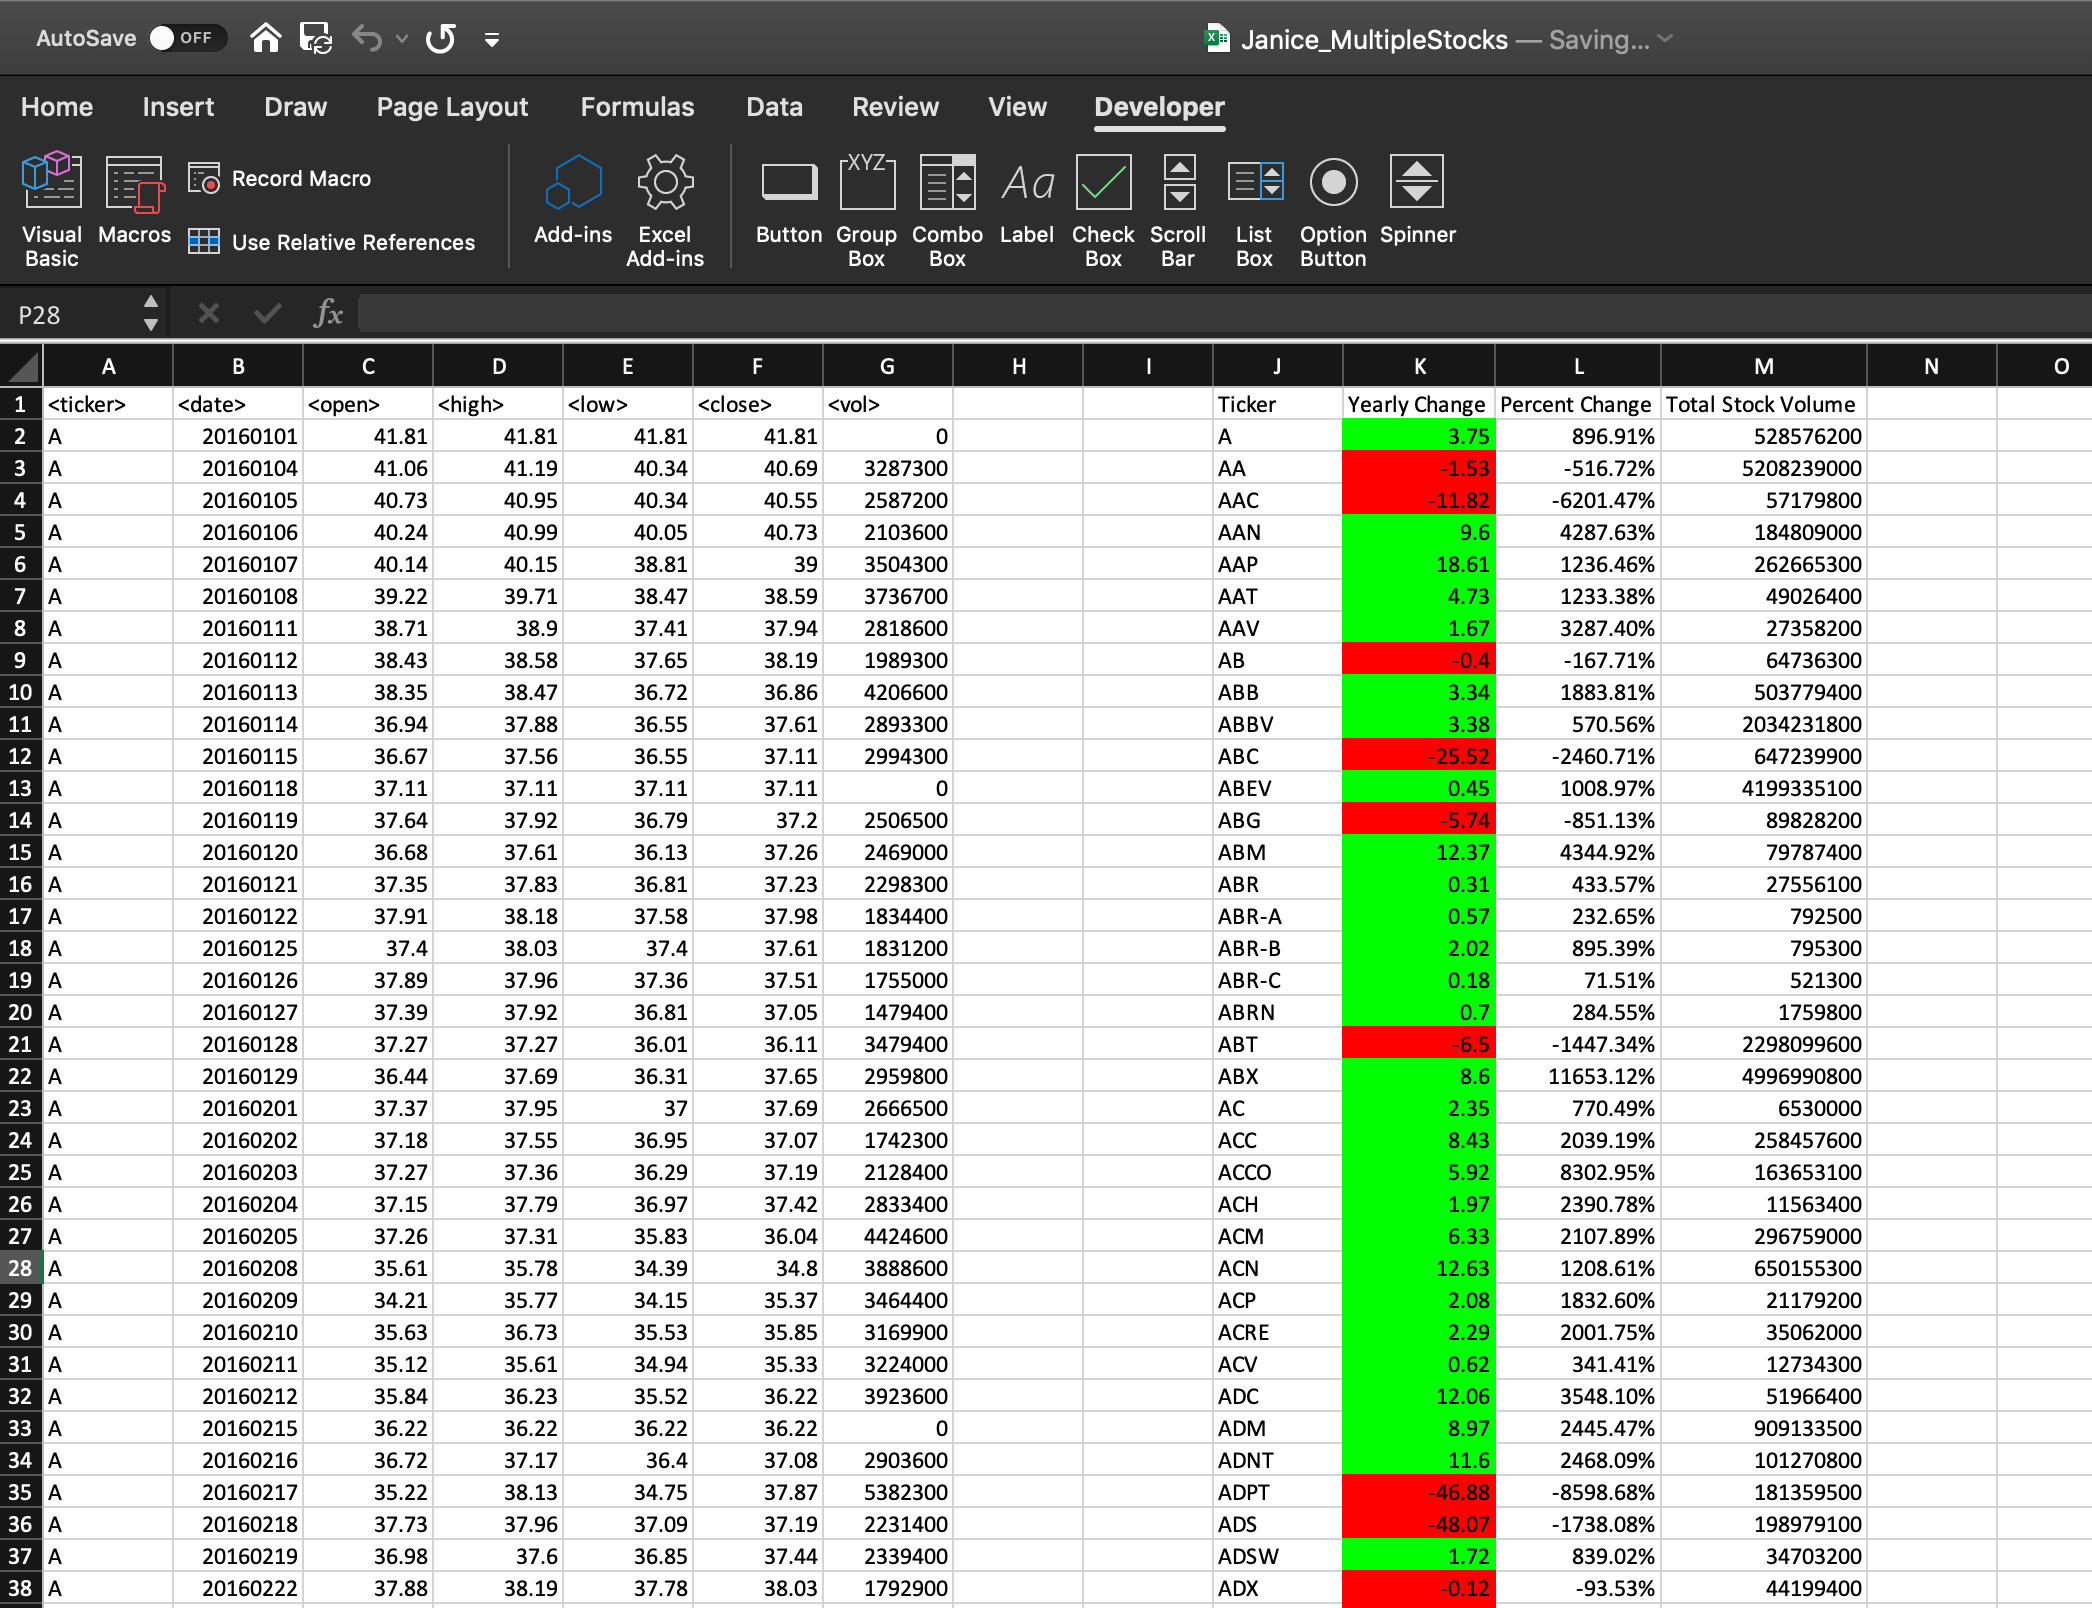 AutoSave OFF Janice_MultipleStocks — Saving...
Home Insert Draw Page Layout Formulas Data Review View Developer
Visual Basic
Macros
Record Macro
Use Relative References
Add-ins
Excel Add-ins
Button
Group Box
XYZ
Combo Box
Aa
Label
Check Box
Scroll Bar
List Box
Option Button
Spinner
P28 fx
A B C D E F G H I J K L M N O
1 <ticker> <date> <open> <high> <low> <close> <vol> Ticker Yearly Change Percent Change Total Stock Volume
2 A 20160101 41.81 41.81 41.81 41.81 0 A 3.75 896.91% 528576200
3 A 20160104 41.06 41.19 40.34 40.69 3287300 AA -1.53 -516.72% 5208239000
4 A 20160105 40.73 40.95 40.34 40.55 2587200 AAC -11.82 -6201.47% 57179800
5 A 20160106 40.24 40.99 40.05 40.73 2103600 AAN 9.6 4287.63% 184809000
6 A 20160107 40.14 40.15 38.81 39 3504300 AAP 18.61 1236.46% 262665300
7 A 20160108 39.22 39.71 38.47 38.59 3736700 AAT 4.73 1233.38% 49026400
8 A 20160111 38.71 38.9 37.41 37.94 2818600 AAV 1.67 3287.40% 27358200
9 A 20160112 38.43 38.58 37.65 38.19 1989300 AB -0.4 -167.71% 64736300
10 A 20160113 38.35 38.47 36.72 36.86 4206600 ABB 3.34 1883.81% 503779400
11 A 20160114 36.94 37.88 36.55 37.61 2893300 ABBV 3.38 570.56% 2034231800
12 A 20160115 36.67 37.56 36.55 37.11 2994300 ABC -25.52 -2460.71% 647239900
13 A 20160118 37.11 37.11 37.11 37.11 0 ABEV 0.45 1008.97% 4199335100
14 A 20160119 37.64 37.92 36.79 37.2 2506500 ABG -5.74 -851.13% 89828200
15 A 20160120 36.68 37.61 36.13 37.26 2469000 ABM 12.37 4344.92% 79787400
16 A 20160121 37.35 37.83 36.81 37.23 2298300 ABR 0.31 433.57% 27556100
17 A 20160122 37.91 38.18 37.58 37.98 1834400 ABR-A 0.57 232.65% 792500
18 A 20160125 37.4 38.03 37.4 37.61 1831200 ABR-B 2.02 895.39% 795300
19 A 20160126 37.89 37.96 37.36 37.51 1755000 ABR-C 0.18 71.51% 521300
20 A 20160127 37.39 37.92 36.81 37.05 1479400 ABRN 0.7 284.55% 1759800
21 A 20160128 37.27 37.27 36.01 36.11 3479400 ABT -6.5 -1447.34% 2298099600
22 A 20160129 36.44 37.69 36.31 37.65 2959800 ABX 8.6 11653.12% 4996990800
23 A 20160201 37.37 37.95 37 37.69 2666500 AC 2.35 770.49% 6530000
24 A 20160202 37.18 37.55 36.95 37.07 1742300 ACC 8.43 2039.19% 258457600
25 A 20160203 37.27 37.36 36.29 37.19 2128400 ACCO 5.92 8302.95% 163653100
26 A 20160204 37.15 37.79 36.97 37.42 2833400 ACH 1.97 2390.78% 11563400
27 A 20160205 37.26 37.31 35.83 36.04 4424600 ACM 6.33 2107.89% 296759000
28 A 20160208 35.61 35.78 34.39 34.8 3888600 ACN 12.63 1208.61% 650155300
29 A 20160209 34.21 35.77 34.15 35.37 3464400 ACP 2.08 1832.60% 21179200
30 A 20160210 35.63 36.73 35.53 35.85 3169900 ACRE 2.29 2001.75% 35062000
31 A 20160211 35.12 35.61 34.94 35.33 3224000 ACV 0.62 341.41% 12734300
32 A 20160212 35.84 36.23 35.52 36.22 3923600 ADC 12.06 3548.10% 51966400
33 A 20160215 36.22 36.22 36.22 36.22 0 ADM 8.97 2445.47% 909133500
34 A 20160216 36.72 37.17 36.4 37.08 2903600 ADNT 11.6 2468.09% 101270800
35 A 20160217 35.22 38.13 34.75 37.87 5382300 ADPT -46.88 -8598.68% 181359500
36 A 20160218 37.73 37.96 37.09 37.19 2231400 ADS -48.07 -1738.08% 198979100
37 A 20160219 36.98 37.6 36.85 37.44 2339400 ADSW 1.72 839.02% 34703200
38 A 20160222 37.88 38.19 37.78 38.03 1792900 ADX -0.12 -93.53% 44199400